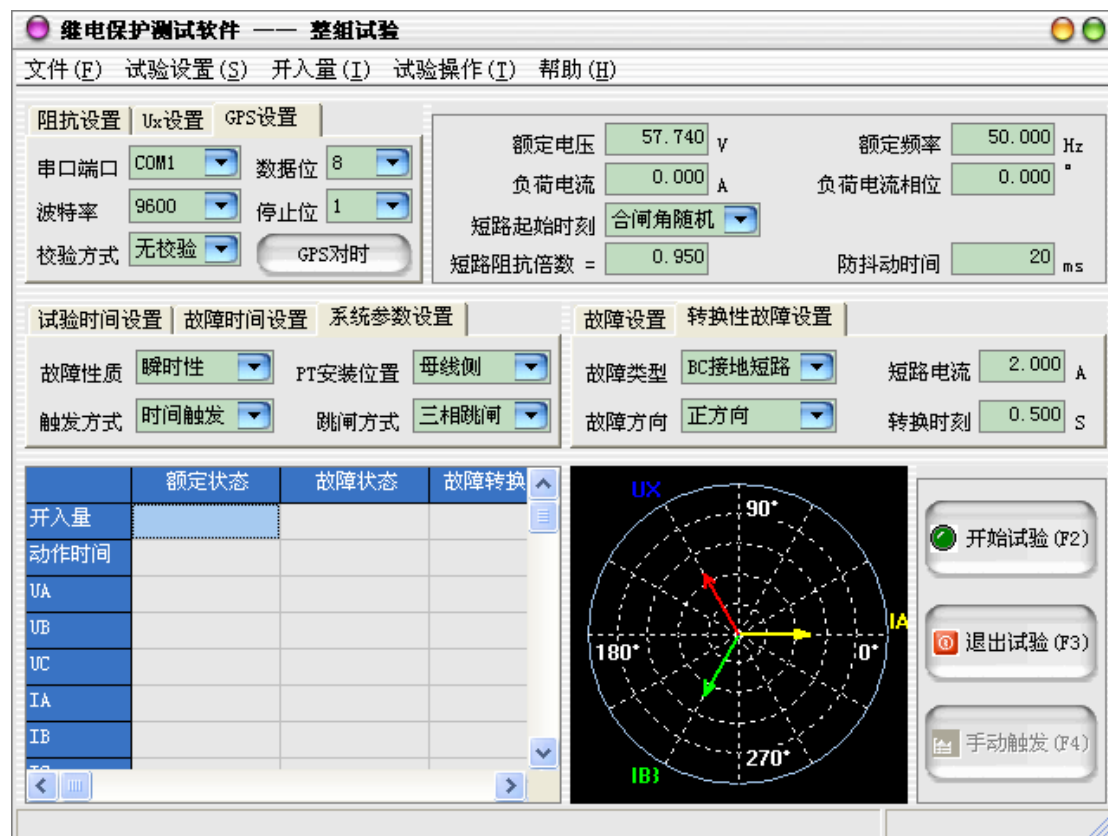 继电保护测试软件 —— 整组试验
文件(F) 试验设置(S) 开入量(I) 试验操作(T) 帮助(H)
阻抗设置 Ux设置 GPS设置
串口端口 COM1 数据位 8
波特率 9600 停止位 1
校验方式 无校验 GPS对时
额定电压 57.740 V 额定频率 50.000 Hz
负荷电流 0.000 A 负荷电流相位 0.000 °
短路起始时刻 合闸角随机
短路阻抗倍数 = 0.950 防抖动时间 20 ms
试验时间设置 故障时间设置 系统参数设置
故障性质 瞬时性 PT安装位置 母线侧
触发方式 时间触发 跳闸方式 三相跳闸
故障设置 转换性故障设置
故障类型 BC接地短路 短路电流 2.000 A
故障方向 正方向 转换时刻 0.500 S
额定状态 故障状态 故障转换
开入量
动作时间
UA
UB
UC
IA
IB
UX
90°
IA
180°
0°
270°
开始试验(F2)
退出试验(F3)
手动触发(F4)